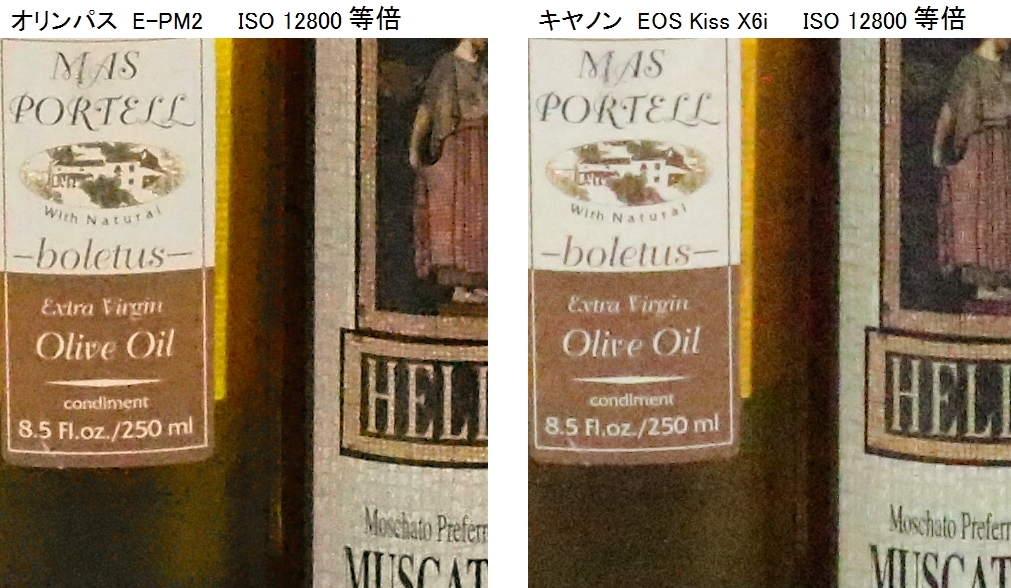 オリンパス E-PM2 ISO 12800 等倍
キヤノン EOS Kiss X6i ISO 12800 等倍
MAS
PORTELL
With Natural
–boletus–
Extra Virgin
Olive Oil
condiment
8.5 Fl.oz./250 ml
HELL
Moschato Preferr
MUSCAT
MAS
PORTELL
With Natural
–boletus–
Extra Virgin
Olive Oil
condiment
8.5 Fl.oz./250 ml
HELL
Moschato Prefer
MUSCAT